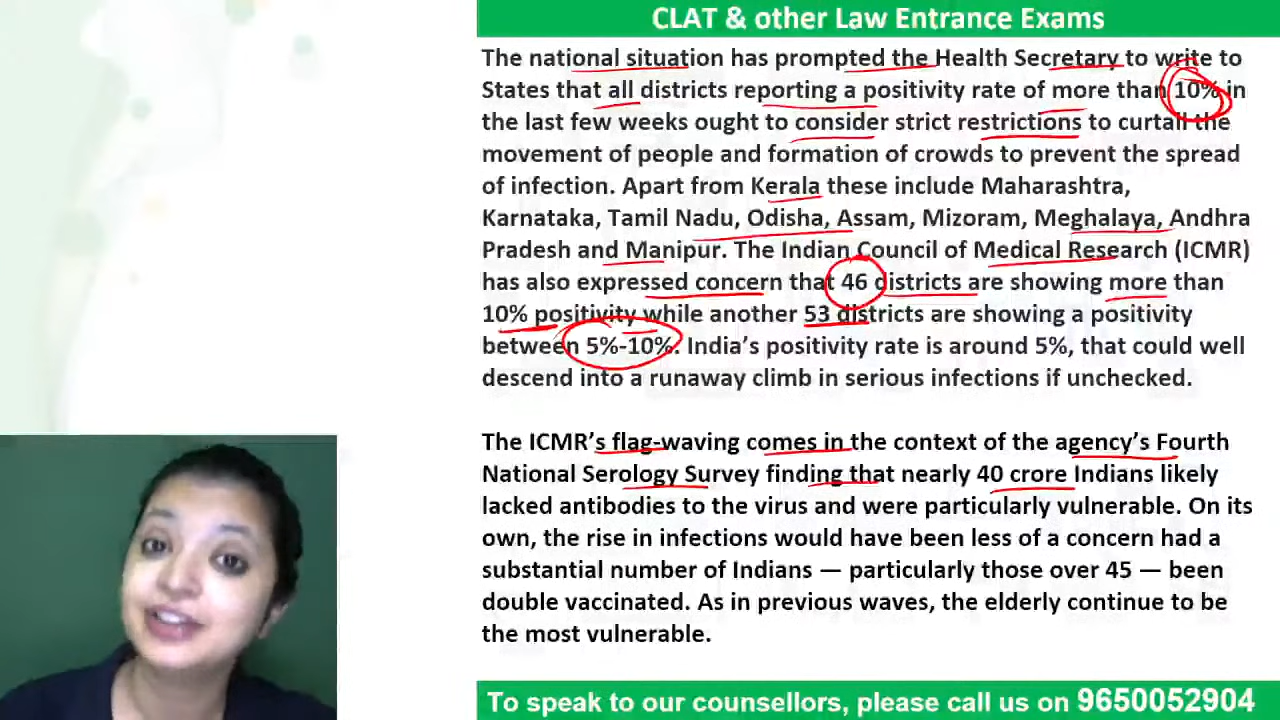 CLAT & other Law Entrance Exams
The national situation has prompted the Health Secretary to write to
States that all districts reporting a positivity rate of more than 10% in
the last few weeks ought to consider strict restrictions to curtail the
movement of people and formation of crowds to prevent the spread
of infection. Apart from Kerala these include Maharashtra,
Karnataka, Tamil Nadu, Odisha, Assam, Mizoram, Meghalaya, Andhra
Pradesh and Manipur. The Indian Council of Medical Research (ICMR)
has also expressed concern that 46 districts are showing more than
10% positivity while another 53 districts are showing a positivity
between 5%-10%. India’s positivity rate is around 5%, that could well
descend into a runaway climb in serious infections if unchecked.
The ICMR’s flag-waving comes in the context of the agency’s Fourth
National Serology Survey finding that nearly 40 crore Indians likely
lacked antibodies to the virus and were particularly vulnerable. On its
own, the rise in infections would have been less of a concern had a
substantial number of Indians — particularly those over 45 — been
double vaccinated. As in previous waves, the elderly continue to be
the most vulnerable.
To speak to our counsellors, please call us on 9650052904